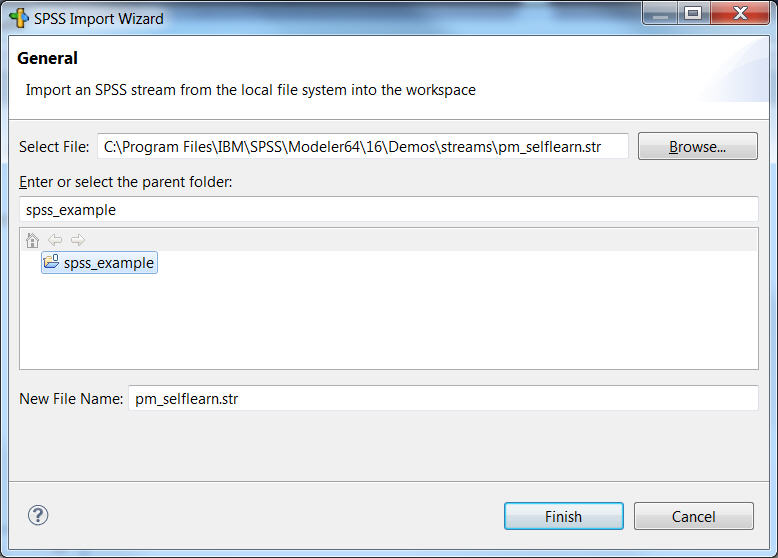 SPSS Import Wizard
General
Import an SPSS stream from the local file system into the workspace
Select File: C:\Program Files\IBM\SPSS\Modeler64\16\Demos\streams\pm_selflearn.str Browse...
Enter or select the parent folder:
spss_example
spss_example
New File Name: pm_selflearn.str
? Finish Cancel